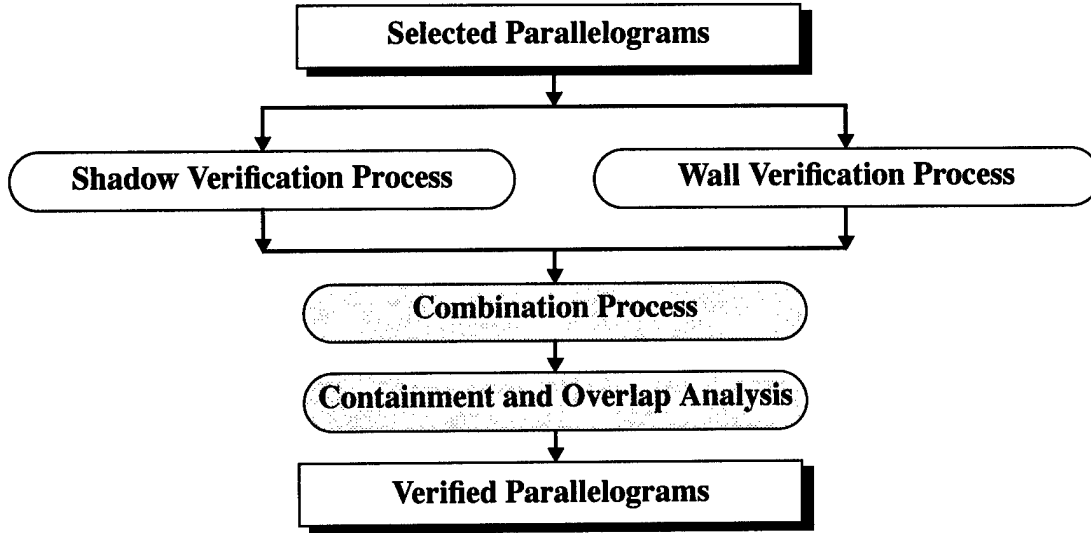 Selected Parallelograms
Shadow Verification Process
Wall Verification Process
Combination Process
Containment and Overlap Analysis
Verified Parallelograms